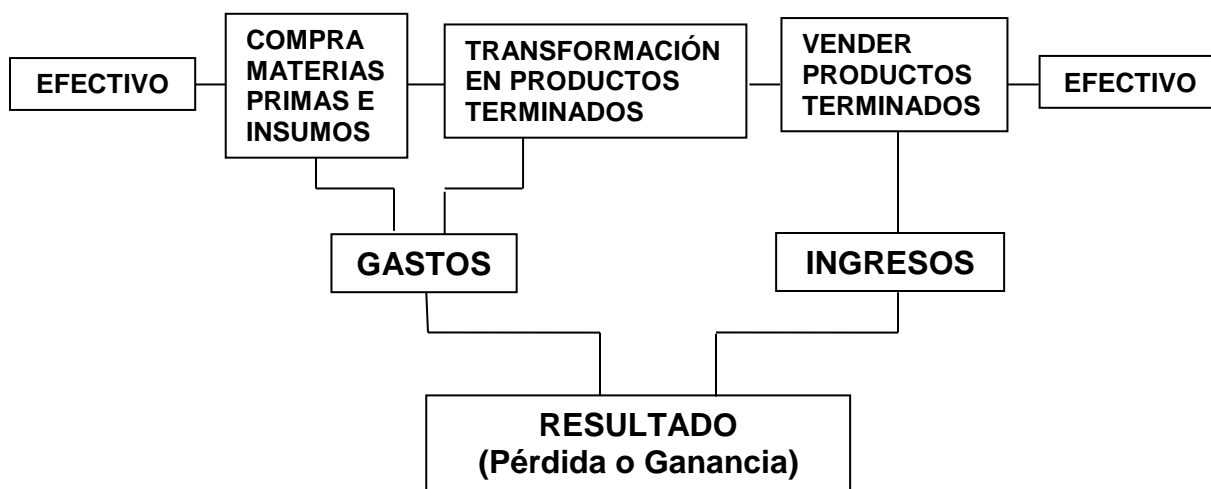 EFECTIVO
COMPRA
MATERIAS
PRIMAS E
INSUMOS
TRANSFORMACIÓN
EN PRODUCTOS
TERMINADOS
VENDER
PRODUCTOS
TERMINADOS
EFECTIVO
GASTOS
INGRESOS
RESULTADO
(Pérdida o Ganancia)